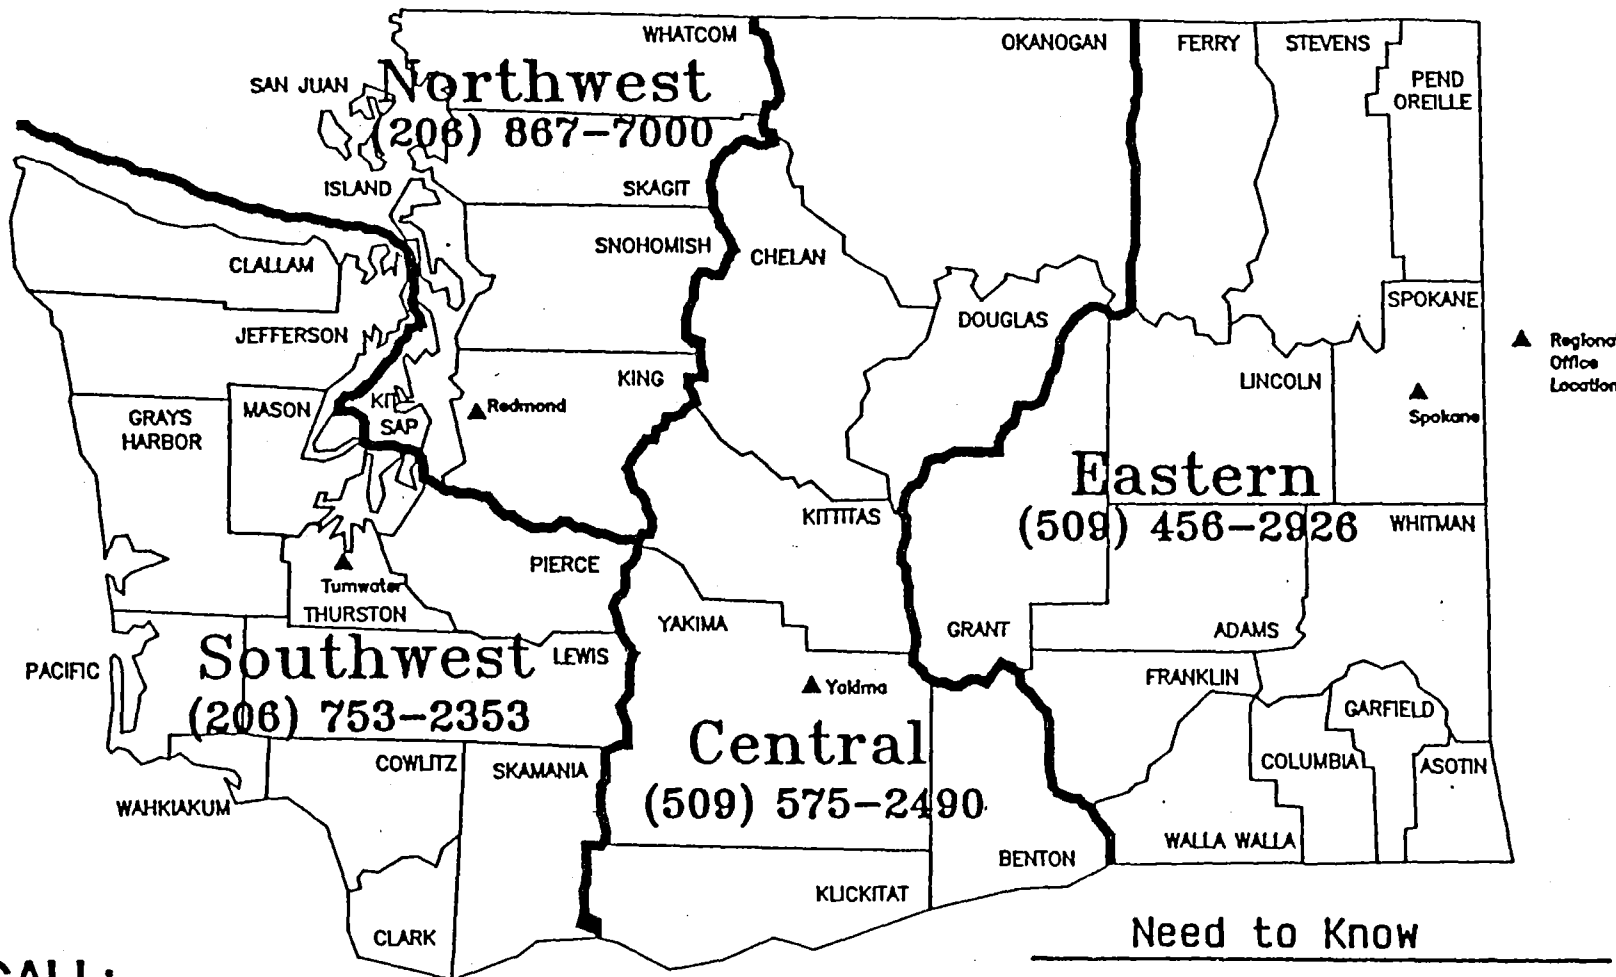 WHATCOM
OKANOGAN
FERRY
STEVENS
PEND
OREILLE
SAN JUAN
Northwest
(206) 867-7000
ISLAND
SKAGIT
SNOHOMISH
CHELAN
CLALLAM
JEFFERSON
DOUGLAS
SPOKANE
KING
LINCOLN
Regional
Office
Location
GRAYS
HARBOR
MASON
KIT
SAP
Redmond
Spokane
Eastern
(509) 456-2926
KITTITAS
WHITMAN
PIERCE
Tumwater
THURSTON
YAKIMA
GRANT
ADAMS
PACIFIC
Southwest
(206) 753-2353
LEWIS
Yakima
FRANKLIN
GARFIELD
Central
(509) 575-2490
COWLITZ
SKAMANIA
COLUMBIA
ASOTIN
WAHKIAKUM
WALLA WALLA
BENTON
KLICKITAT
CLARK
Need to Know
CALL: